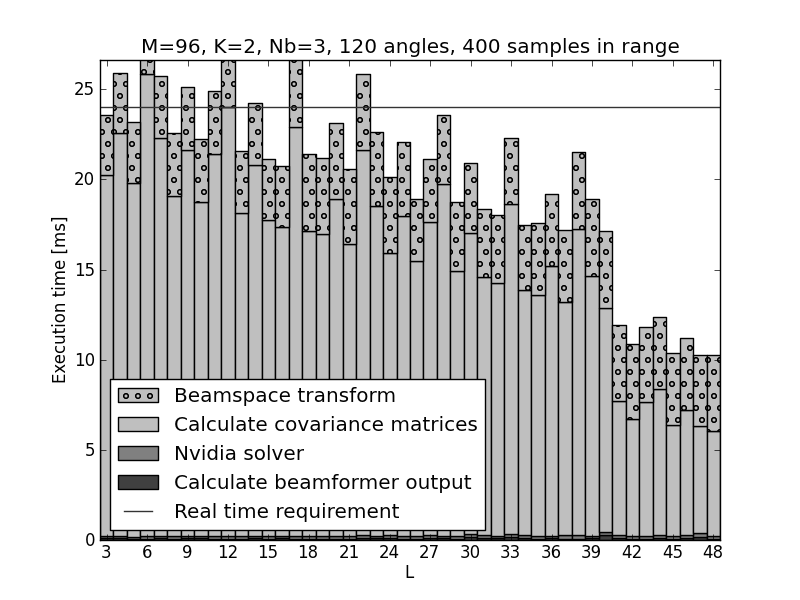 M=96, K=2, Nb=3, 120 angles, 400 samples in range
Execution time [ms]
25
20
15
10
5
0
Beamspace transform
Calculate covariance matrices
Nvidia solver
Calculate beamformer output
Real time requirement
3 6 9 12 15 18 21 24 27 30 33 36 39 42 45 48
L